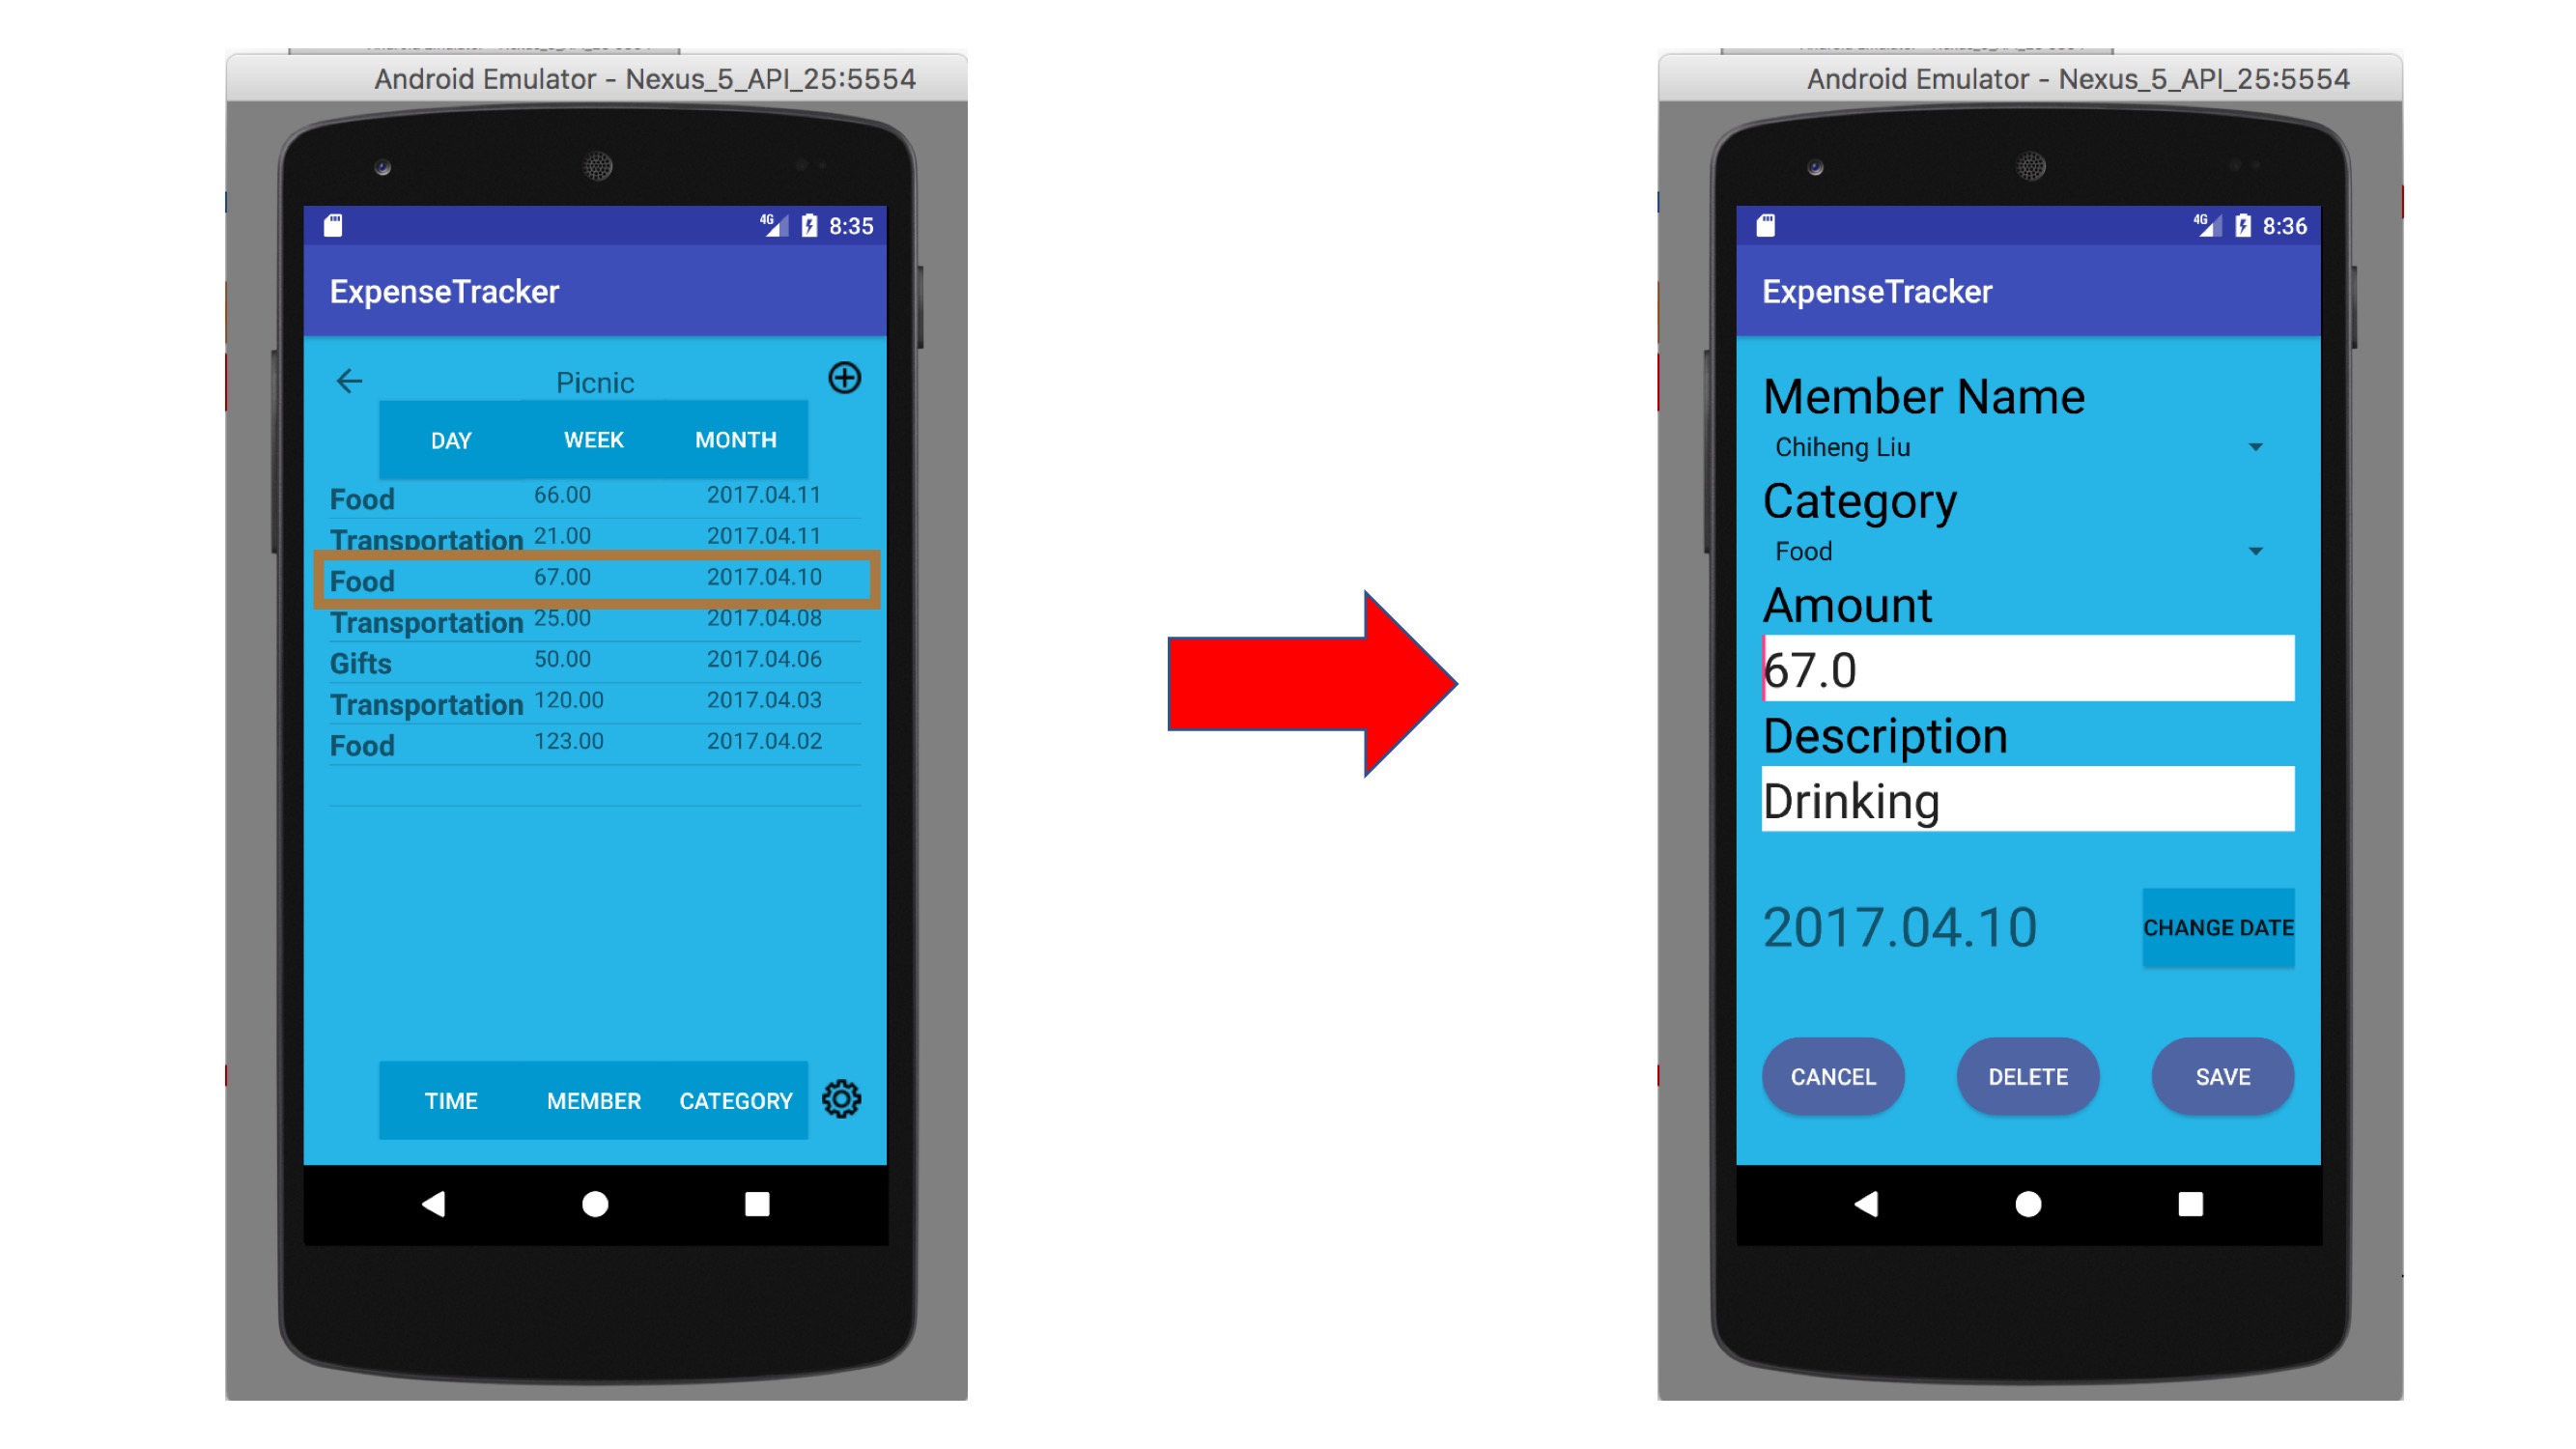 Android Emulator - Nexus_5_API_25:5554
4G 8:35
ExpenseTracker
Picnic
DAY WEEK MONTH
Food 66.00 2017.04.11
Transportation 21.00 2017.04.11
Food 67.00 2017.04.10
Transportation 25.00 2017.04.08
Gifts 50.00 2017.04.06
Transportation 120.00 2017.04.03
Food 123.00 2017.04.02
TIME MEMBER CATEGORY
Android Emulator - Nexus_5_API_25:5554
4G 8:36
ExpenseTracker
Member Name
Chiheng Liu
Category
Food
Amount
67.0
Description
Drinking
2017.04.10 CHANGE DATE
CANCEL DELETE SAVE